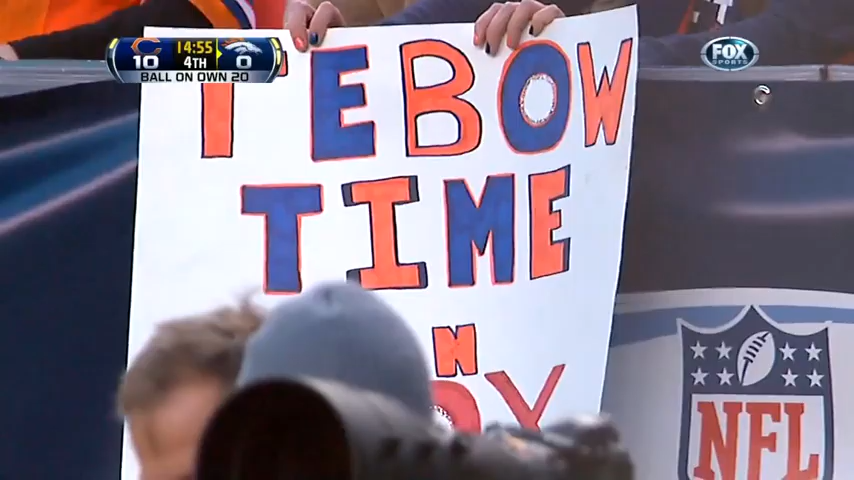 14:55
10 4TH 0
BALL ON OWN 20
FOX
SPORTS
TEBOW
TIME
N
NFL